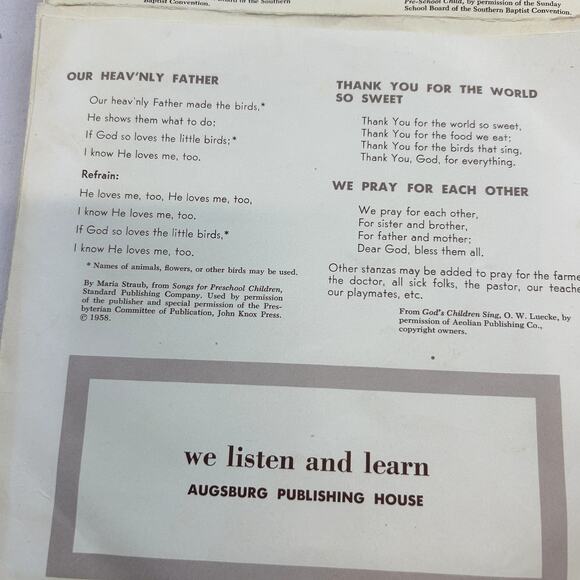 Baptist Convention.
Board of the Southern
Pre-School Child, by permission of the Sunday
School Board of the Southern Baptist Convention.
OUR HEAV'NLY FATHER
Our heav'nly Father made the birds,*
He shows them what to do;
If God so loves the little birds;*
I know He loves me, too.
Refrain:
He loves me, too, He loves me, too,
I know He loves me, too.
If God so loves the little birds,*
I know He loves me, too.
* Names of animals, flowers, or other birds may be used.
By Maria Straub, from Songs for Preschool Children,
Standard Publishing Company. Used by permission
of the publisher and special permission of the Pres-
byterian Committee of Publication, John Knox Press.
© 1958.
THANK YOU FOR THE WORLD
SO SWEET
Thank You for the world so sweet,
Thank You for the food we eat;
Thank You for the birds that sing,
Thank You, God, for everything.
WE PRAY FOR EACH OTHER
We pray for each other,
For sister and brother,
For father and mother;
Dear God, bless them all.
Other stanzas may be added to pray for the farme
the doctor, all sick folks, the pastor, our teache
our playmates, etc.
From God's Children Sing, O. W. Luecke, by
permission of Aeolian Publishing Co.,
copyright owners.
we listen and learn
AUGSBURG PUBLISHING HOUSE